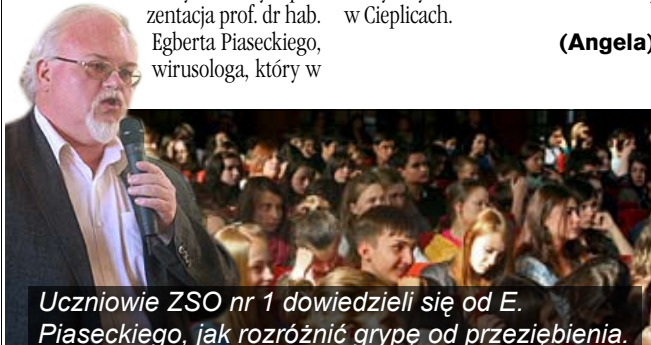 zentacja prof. dr hab.
Egberta Piaseckiego,
wirusologa, który w
w Cieplicach.
(Angela)
Uczniowie ZSO nr 1 dowiedzieli się od E.
Piaseckiego, jak rozróżnić grypę od przeziębienia.